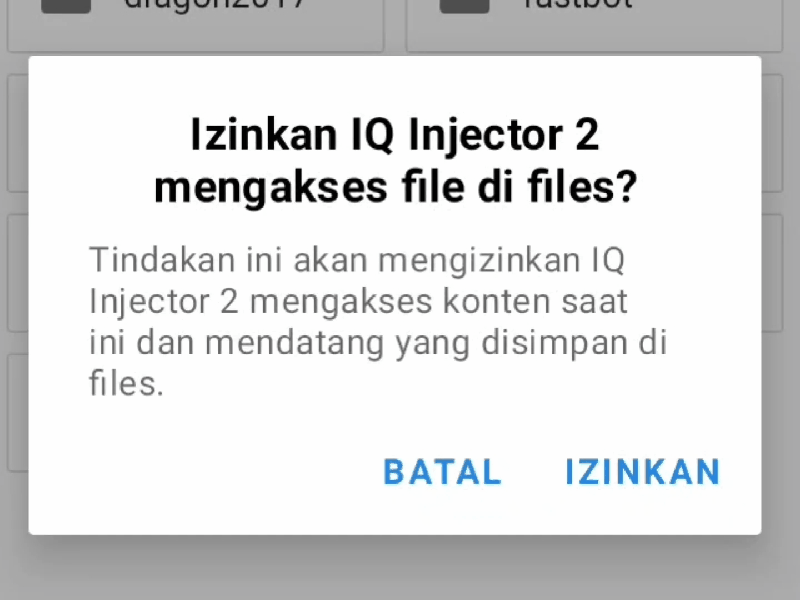 dragon2017 fastbot
Izinkan IQ Injector 2
mengakses file di files?
Tindakan ini akan mengizinkan IQ
Injector 2 mengakses konten saat
ini dan mendatang yang disimpan di
files.
BATAL IZINKAN